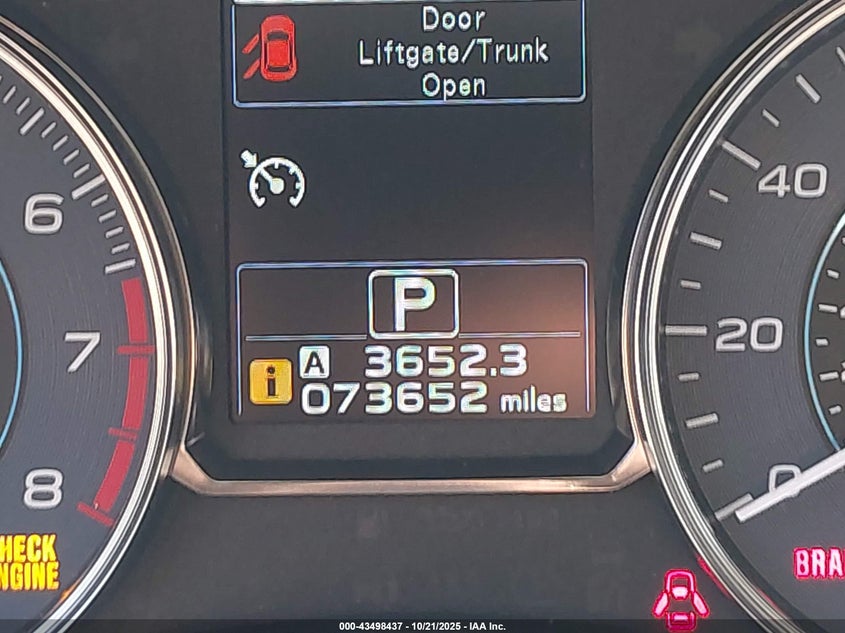 Door
Liftgate/Trunk
Open
40
6
P
20
7
A 3652.3
i 073652 miles
8
0
HECK
NGINE
BRA
000-43498437 - 10/21/2025 - IAA Inc.